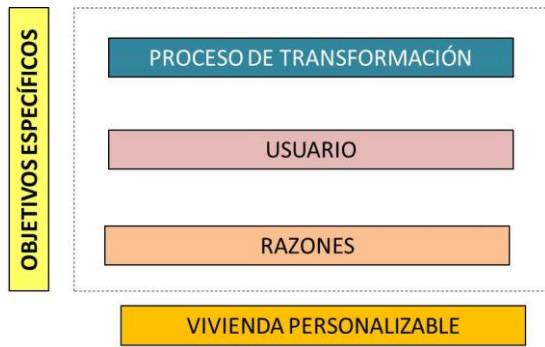 OBJETIVOS ESPECÍFICOS
PROCESO DE TRANSFORMACIÓN
USUARIO
RAZONES
VIVIENDA PERSONALIZABLE